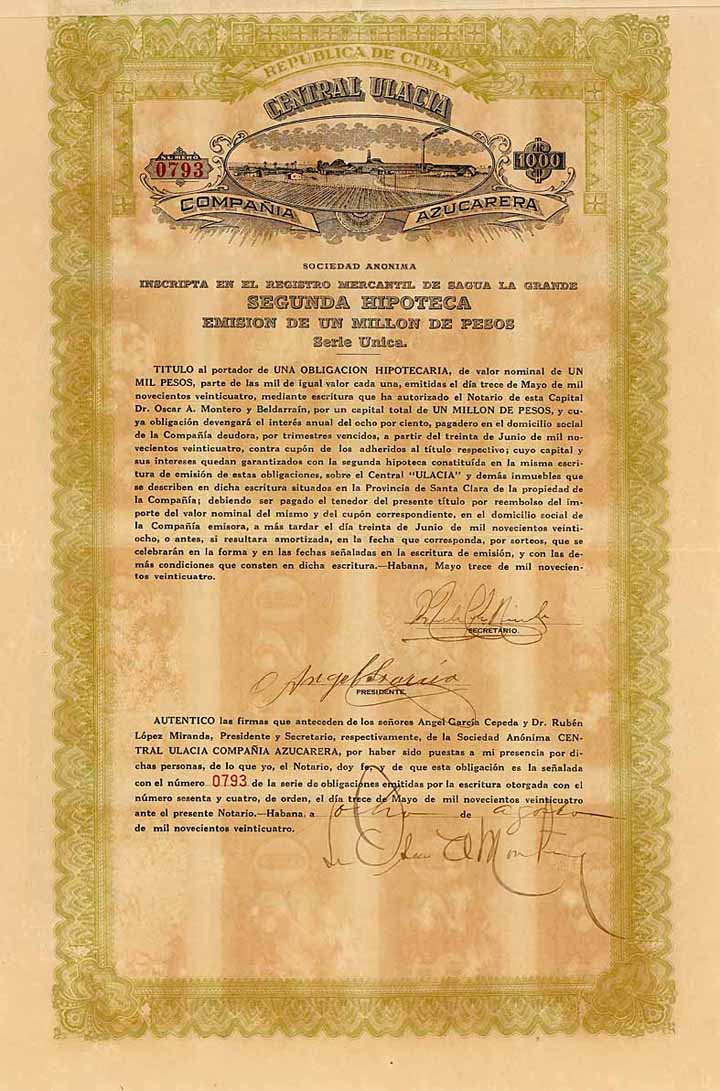 REPUBLICA DE CUBA
CENTRAL ULACIA
NUMERO
0793
1000
COMPAÑIA AZUCARERA
SOCIEDAD ANONIMA
INSCRIPTA EN EL REGISTRO MERCANTIL DE SAGUA LA GRANDE
SEGUNDA HIPOTECA
EMISION DE UN MILLON DE PESOS
Serie Unica.
TITULO al portador de UNA OBLIGACION HIPOTECARIA, de valor nominal de UN
MIL PESOS, parte de las mil de igual valor cada una, emitidas el día trece de Mayo de mil
novecientos veinticuatro, mediante escritura que ha autorizado el Notario de esta Capital
Dr. Oscar A. Montero y Beldarraín, por un capital total de UN MILLON DE PESOS, y cu-
ya obligación devengará el interés anual del ocho por ciento, pagadero en el domicilio social
de la Compañía deudora, por trimestres vencidos, a partir del treinta de Junio de mil no-
vecientos veinticuatro, contra cupón de los adheridos al título respectivo; cuyo capital y
sus intereses quedan garantizados con la segunda hipoteca constituída en la misma escri-
tura de emisión de estas obligaciones, sobre el Central "ULACIA" y demás inmuebles que
se describen en dicha escritura situados en la Provincia de Santa Clara de la propiedad de
la Compañía; debiendo ser pagado el tenedor del presente título por reembolso del im-
porte del valor nominal del mismo y del cupón correspondiente, en el domicilio social de
la Compañía emisora, a más tardar el día treinta de Junio de mil novecientos veinti-
ocho, o antes, si resultara amortizada, en la fecha que corresponda, por sorteos, que se
celebrarán en la forma y en las fechas señaladas en la escritura de emisión, y con las de-
más condiciones que consten en dicha escritura.—Habana, Mayo trece de mil novecien-
tos veinticuatro.
SECRETARIO.
Angel García
PRESIDENTE.
AUTENTICO las firmas que anteceden de los señores Angel García Cepeda y Dr. Rubén
López Miranda, Presidente y Secretario, respectivamente, de la Sociedad Anónima CEN-
TRAL ULACIA COMPAÑIA AZUCARERA, por haber sido puestas a mi presencia por di-
chas personas, de lo que yo, el Notario, doy fe, y de que esta obligación es la señalada
con el número 0793 de la serie de obligaciones emitidas por la escritura otorgada con el
número sesenta y cuatro, de orden, el día trece de Mayo de mil novecientos veinticuatro
ante el presente Notario.—Habana, a ocho de agosto
de mil novecientos veinticuatro.